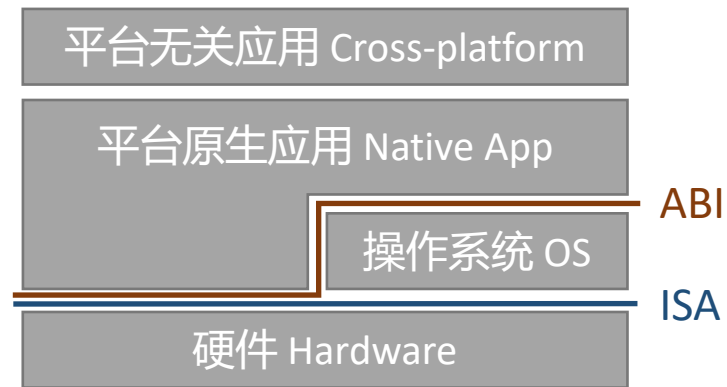 平台无关应用 Cross-platform
平台原生应用 Native App
ABI
操作系统 OS
ISA
硬件 Hardware